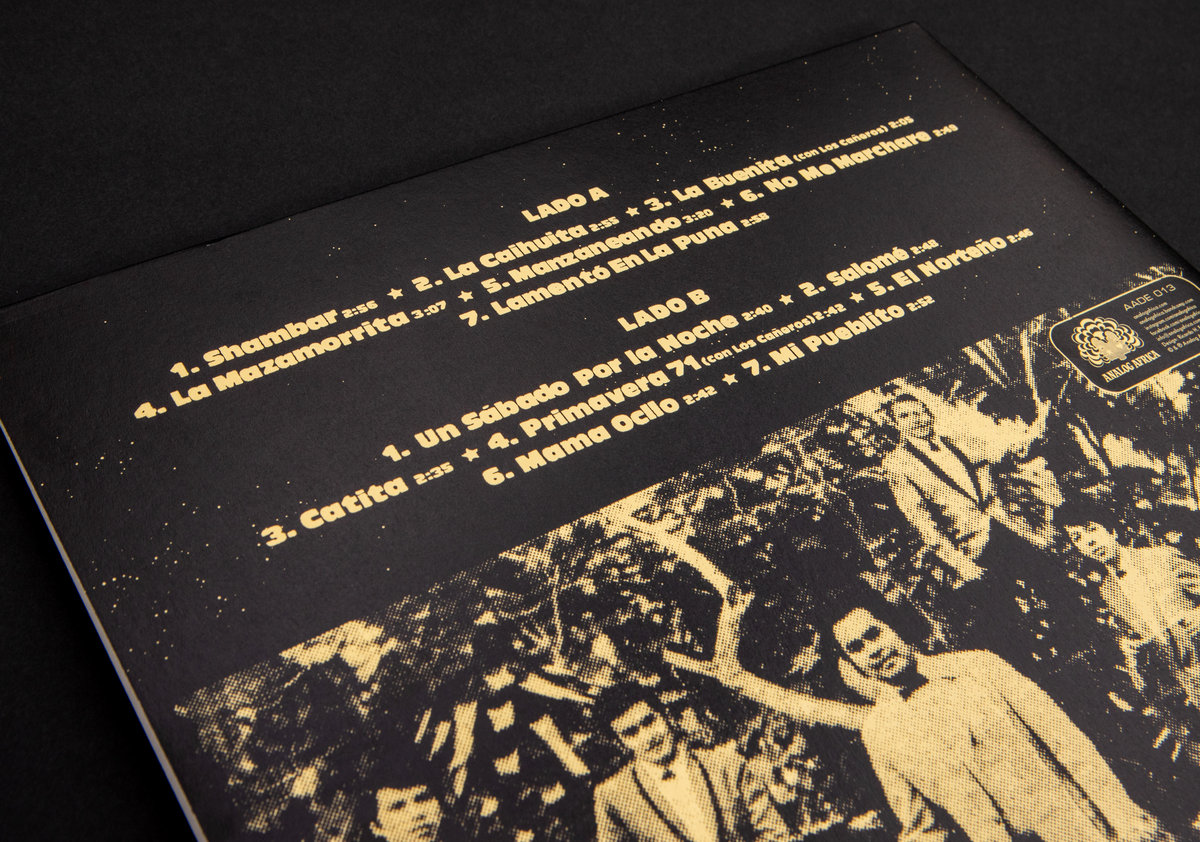 LADO A
1. Shambar 2:56 ★ 2. La Caihuita 2:55 ★ 3. La Buenita (con Los Cañeros) 2:05
4. La Mazamorrita 3:07 ★ 5. Manzaneando 3:20 ★ 6. No Me Marchare 2:49
7. Lamentó En La Puna 2:58
LADO B
1. Un Sábado Por la Noche 2:40 ★ 2. Salomé 2:48
3. Catita 2:35 ★ 4. Primavera 71 (con Los Cañeros) 2:42 ★ 5. El Norteño 2:46
6. Mama Ocllo 2:42 ★ 7. Mi Pueblito 2:52
AADE 013
ANALOG AFRICA